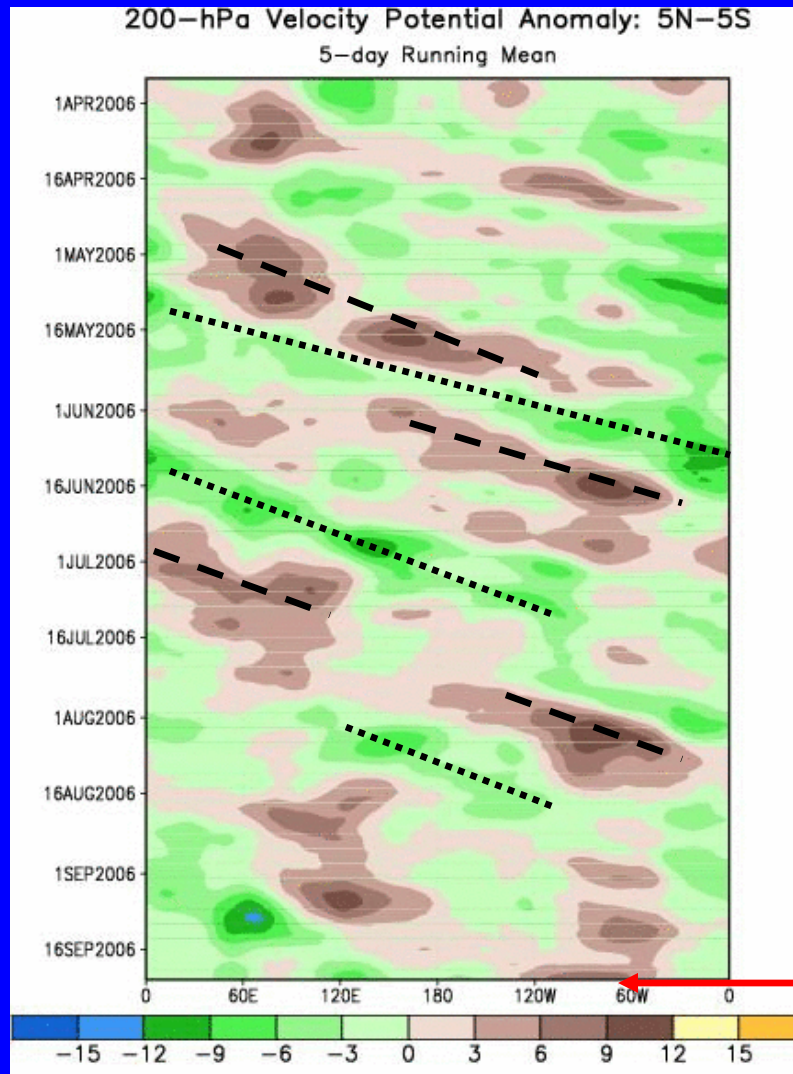 200-hPa Velocity Potential Anomaly: 5N-5S
5-day Running Mean
1APR2006
16APR2006
1MAY2006
16MAY2006
1JUN2006
16JUN2006
1JUL2006
16JUL2006
1AUG2006
16AUG2006
1SEP2006
16SEP2006
0 60E 120E 180 120W 60W 0
-15 -12 -9 -6 -3 0 3 6 9 12 15